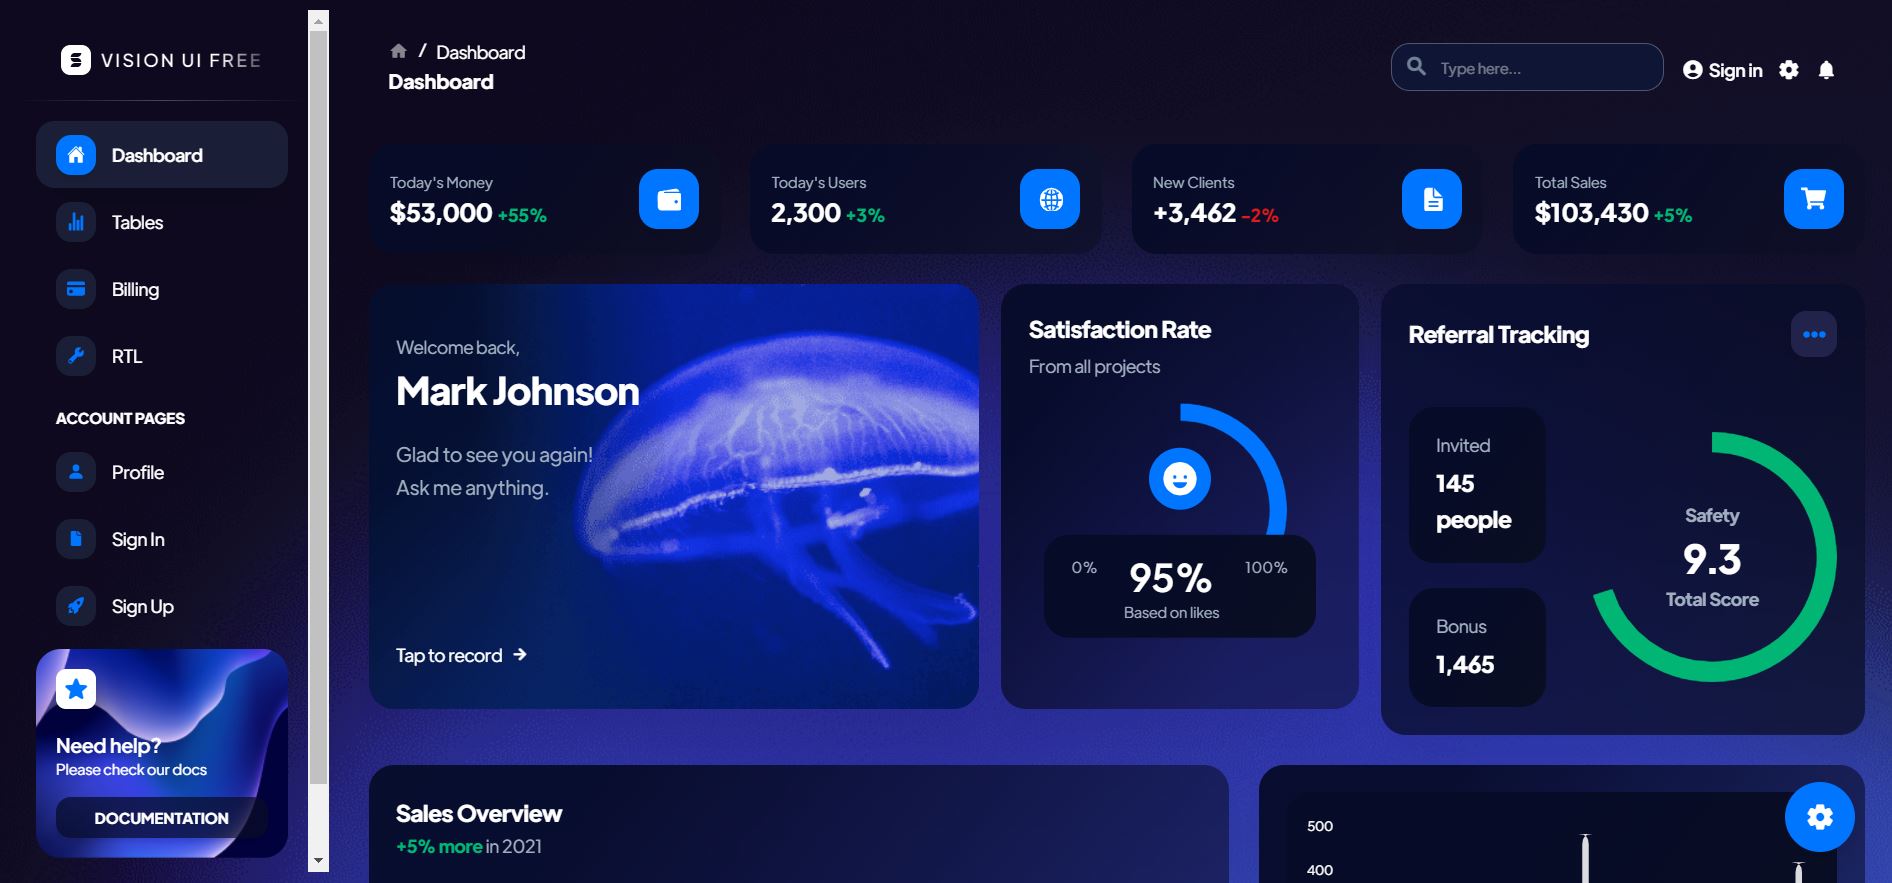 VISION UI FREE
Dashboard
Tables
Billing
RTL
ACCOUNT PAGES
Profile
Sign In
Sign Up
Need help?
Please check our docs
DOCUMENTATION
/ Dashboard
Dashboard
Type here...
Sign in
Today's Money
$53,000 +55%
Today's Users
2,300 +3%
New Clients
+3,462 -2%
Total Sales
$103,430 +5%
Welcome back,
Mark Johnson
Glad to see you again!
Ask me anything.
Tap to record
Satisfaction Rate
From all projects
0% 95% 100%
Based on likes
Referral Tracking
Invited
145
people
Bonus
1,465
Safety
9.3
Total Score
Sales Overview
+5% more in 2021
500
400